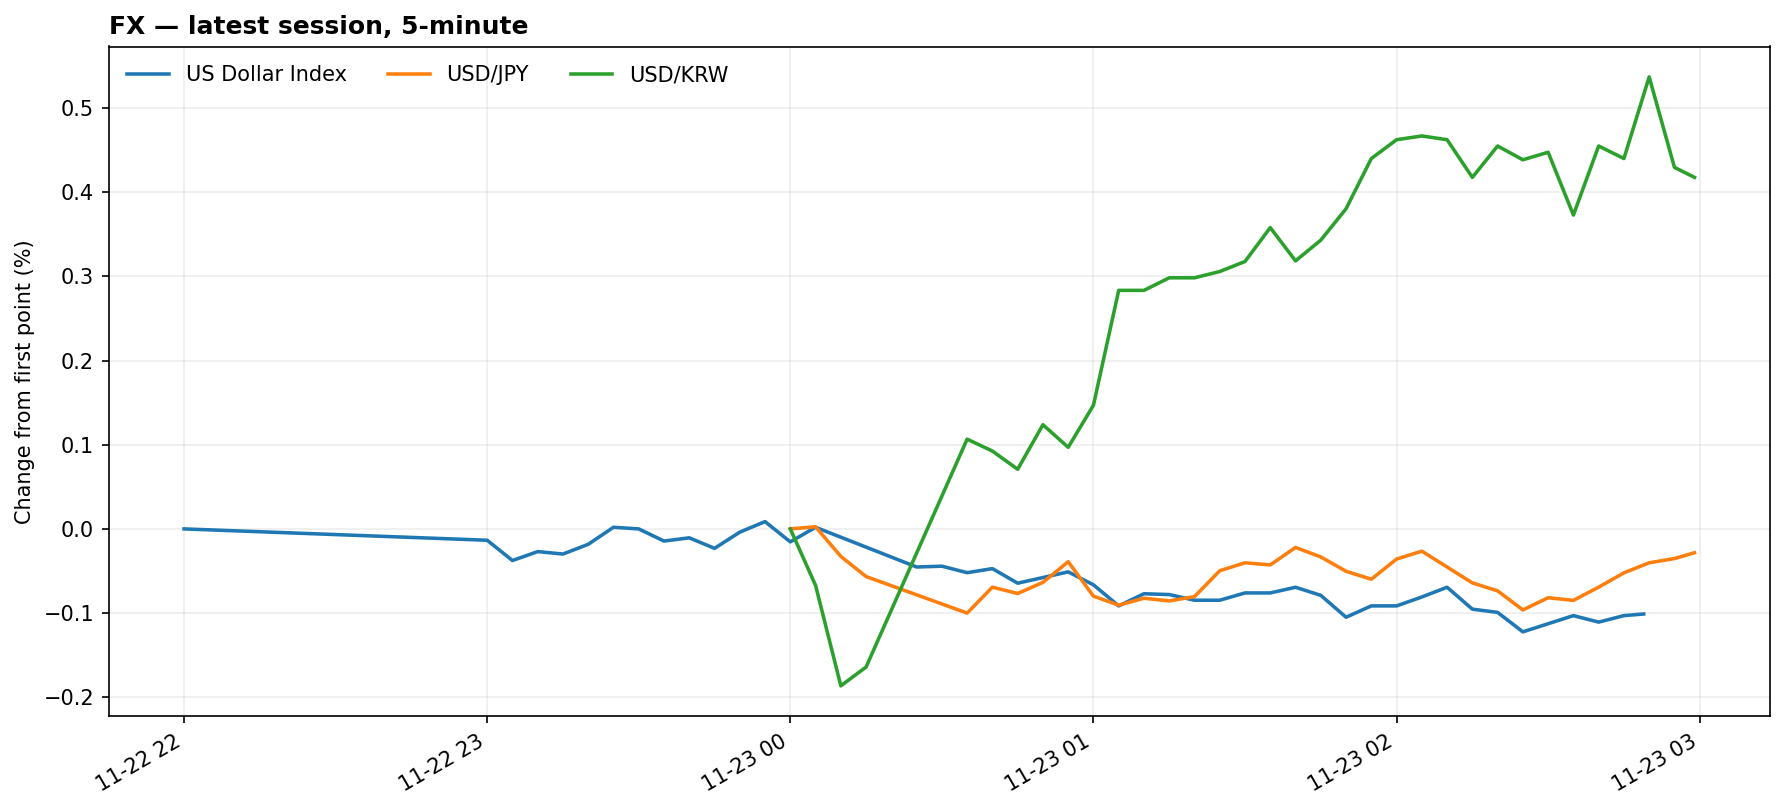 FX — latest session, 5-minute
US Dollar Index
USD/JPY
USD/KRW
Change from first point (%)
0.5
0.4
0.3
0.2
0.1
0.0
−0.1
−0.2
11-22 22
11-22 23
11-23 00
11-23 01
11-23 02
11-23 03